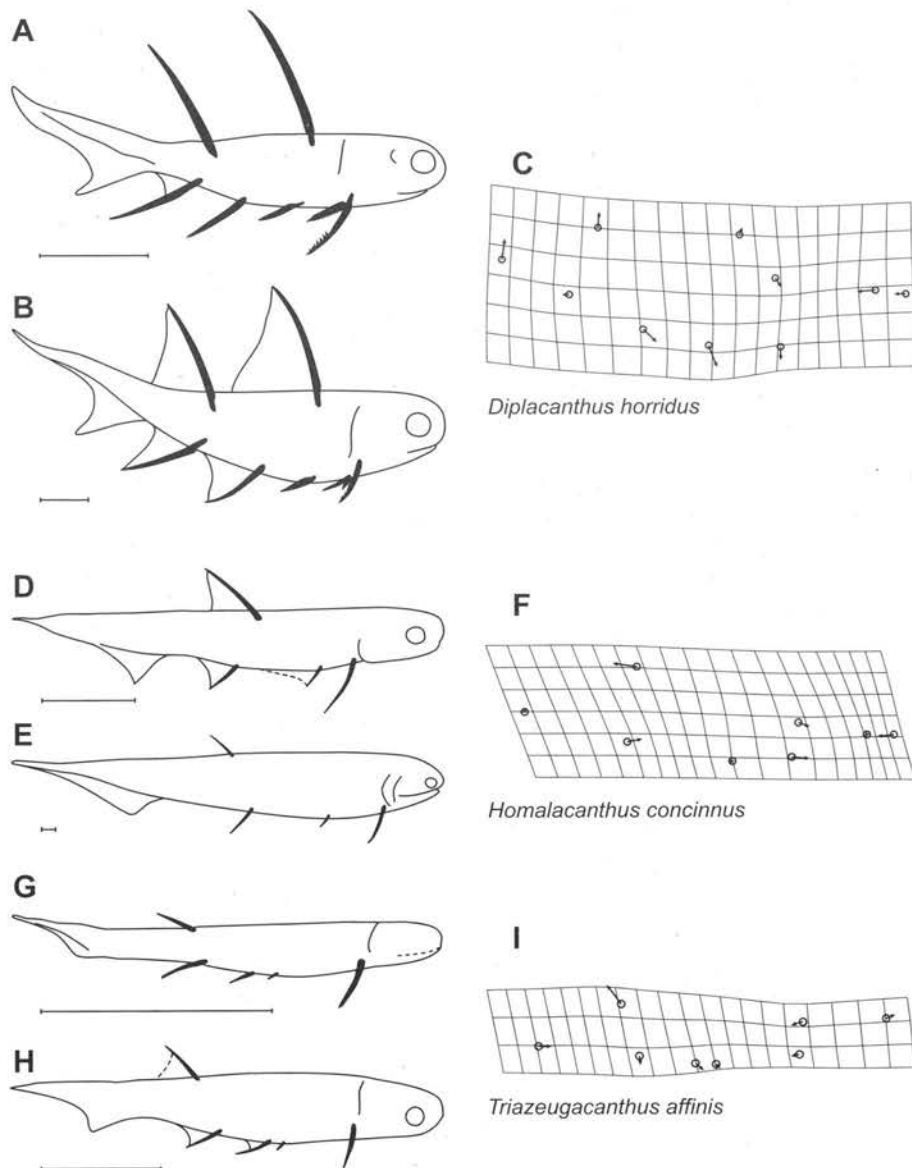 A
B
C
Diplacanthus horridus
D
E
F
Homalacanthus concinnus
G
H
I
Triazeugacanthus affinis